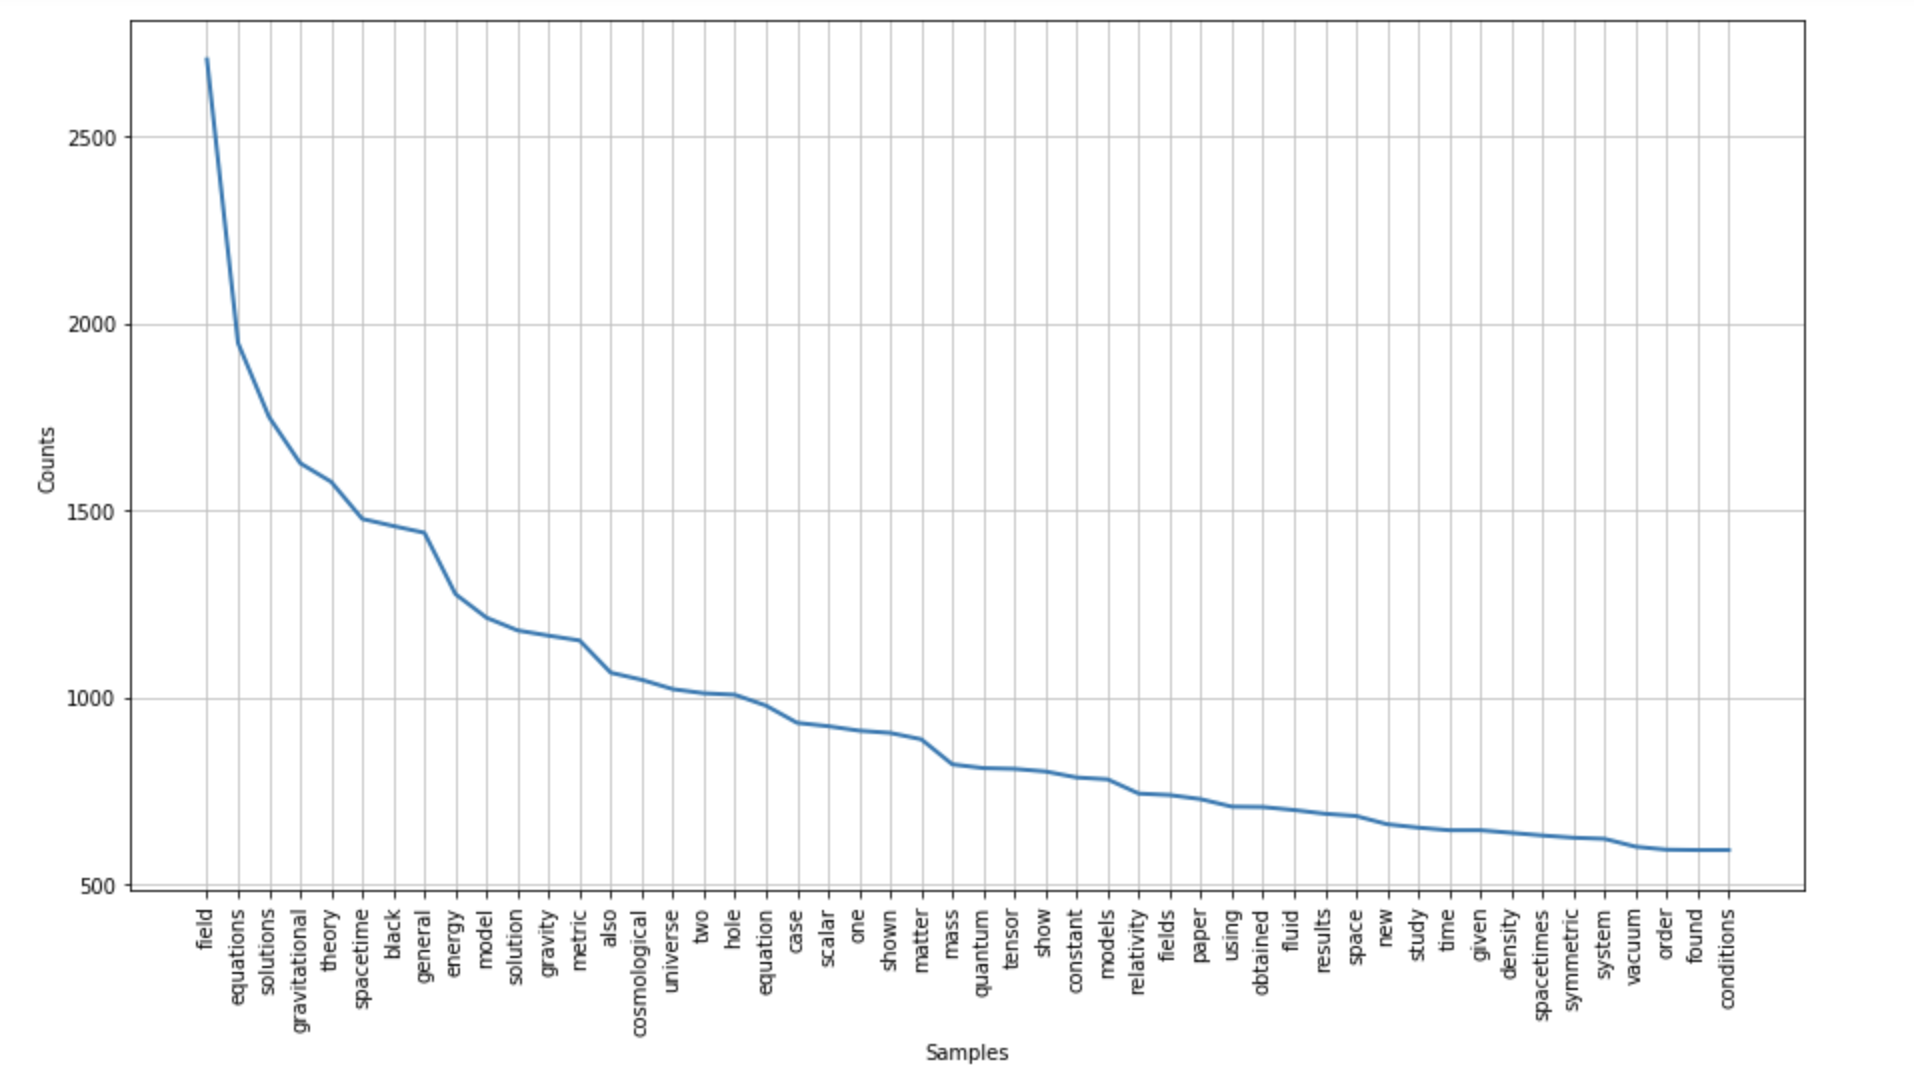 2500
2000
1500
1000
500
Counts
field
equations
solutions
gravitational
theory
spacetime
black
general
energy
model
solution
gravity
metric
also
cosmological
universe
two
hole
equation
case
scalar
one
shown
matter
mass
quantum
tensor
show
constant
models
relativity
fields
paper
using
obtained
fluid
results
space
new
study
time
given
density
spacetimes
symmetric
system
vacuum
order
found
conditions
Samples